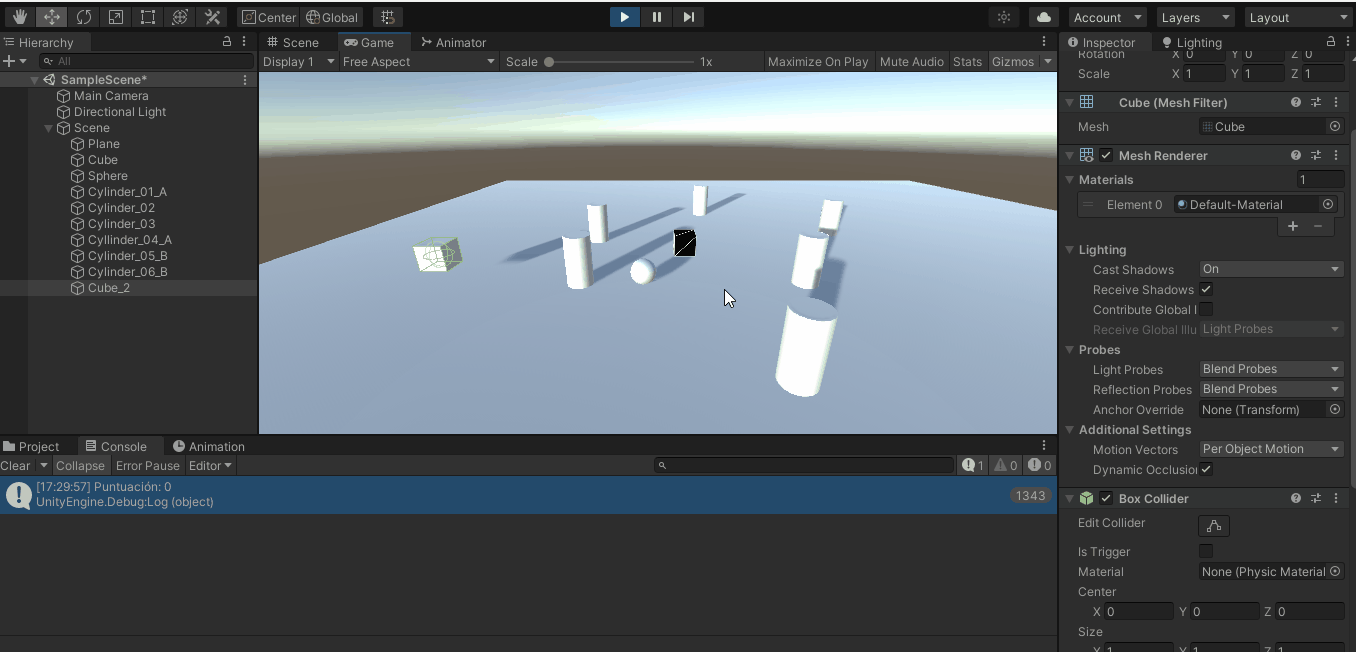 Center Global Account Layers Layout
Hierarchy
All
SampleScene*
Main Camera
Directional Light
Scene
Plane
Cube
Sphere
Cylinder_01_A
Cylinder_02
Cylinder_03
Cyllinder_04_A
Cylinder_05_B
Cylinder_06_B
Cube_2
Scene Game Animator
Display 1 Free Aspect Scale 1x Maximize On Play Mute Audio Stats Gizmos
Project Console Animation
Clear Collapse Error Pause Editor 1 0 0
[17:29:57] Puntuación: 0
UnityEngine.Debug:Log (object)
1343
Inspector Lighting
Rotation X 0 Y 0 Z 0
Scale X 1 Y 1 Z 1
Cube (Mesh Filter)
Mesh Cube
Mesh Renderer
Materials 1
Element 0 Default-Material
Lighting
Cast Shadows On
Receive Shadows
Contribute Global I
Receive Global Illu Light Probes
Probes
Light Probes Blend Probes
Reflection Probes Blend Probes
Anchor Override None (Transform)
Additional Settings
Motion Vectors Per Object Motion
Dynamic Occlusion
Box Collider
Edit Collider
Is Trigger
Material None (Physic Material
Center
X 0 Y 0 Z 0
Size
X 1 Y 1 Z 1